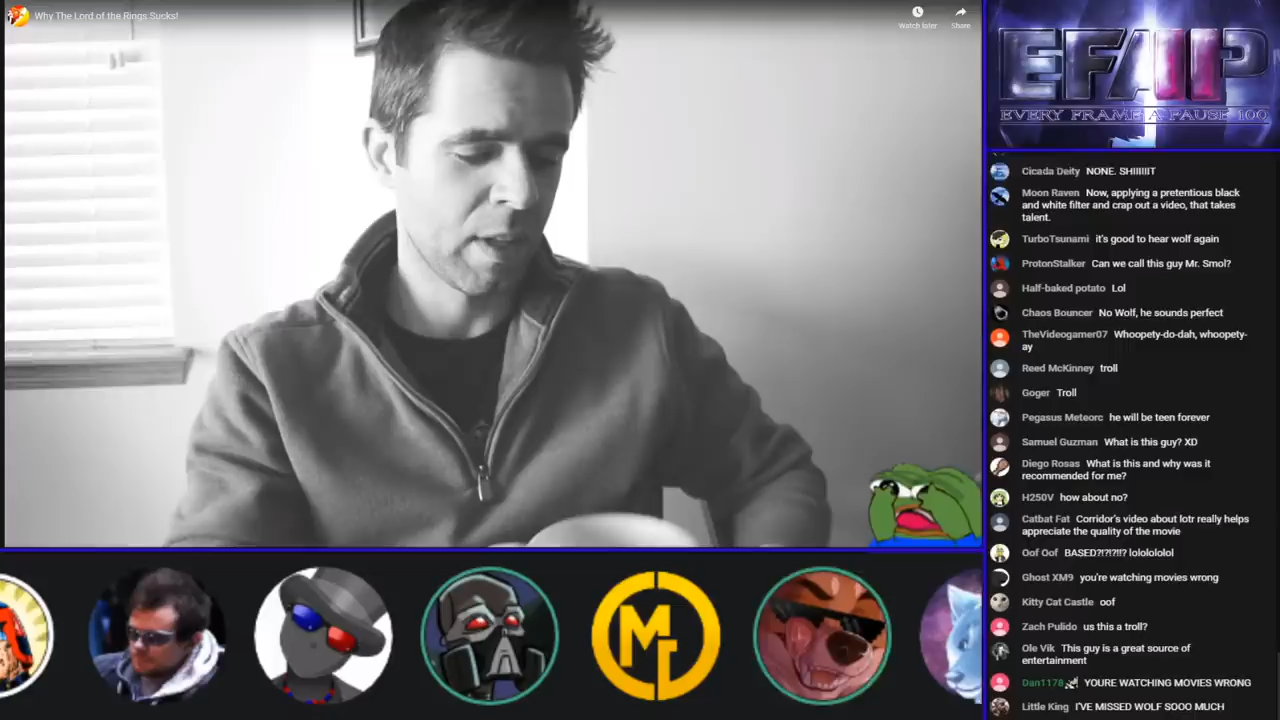 Why The Lord of the Rings Sucks!
Watch later
Share
EFAP
EVERY FRAME A PAUSE 100
Cicada Deity NONE. SHIIIIIIT
Moon Raven Now, applying a pretentious black
and white filter and crap out a video, that takes
talent.
TurboTsunami it's good to hear wolf again
ProtonStalker Can we call this guy Mr. Smol?
Half-baked potato Lol
Chaos Bouncer No Wolf, he sounds perfect
TheVideogamer07 Whoopety-do-dah, whoopety-
ay
Reed McKinney troll
Goger Troll
Pegasus Meteorc he will be teen forever
Samuel Guzman What is this guy? XD
Diego Rosas What is this and why was it
recommended for me?
H250V how about no?
Catbat Fat Corridor's video about lotr really helps
appreciate the quality of the movie
Oof Oof BASED?!?!?!!? lolololololol
Ghost XM9 you're watching movies wrong
Kitty Cat Castle oof
Zach Pulido us this a troll?
Ole Vik This guy is a great source of
entertainment
Dan1178 YOURE WATCHING MOVIES WRONG
Little King I'VE MISSED WOLF SOOO MUCH